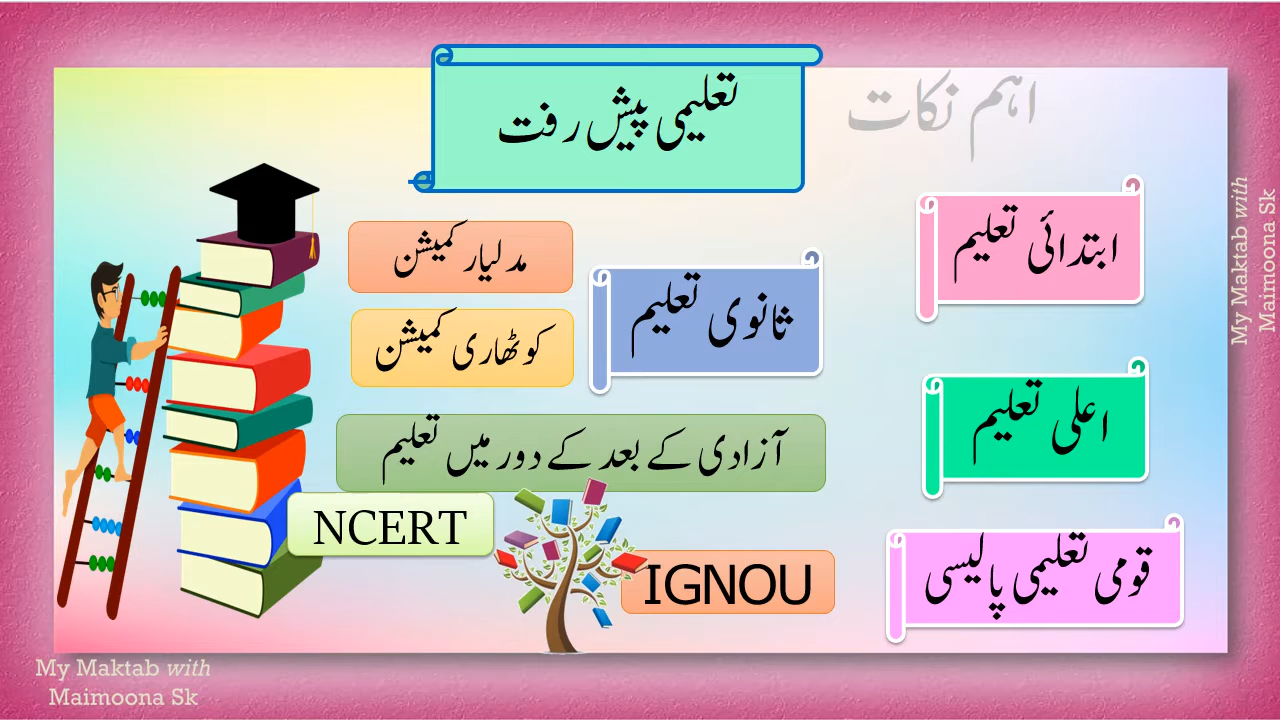 تعلیمی پیش رفت
اہم نکات
ابتدائی تعلیم
ثانوی تعلیم
مدلیار کمیشن
کوٹھاری کمیشن
اعلی تعلیم
آزادی کے بعد کے دور میں تعلیم
NCERT
IGNOU
قومی تعلیمی پالیسی
My Maktab with
Maimoona Sk
My Maktab with
Maimoona Sk